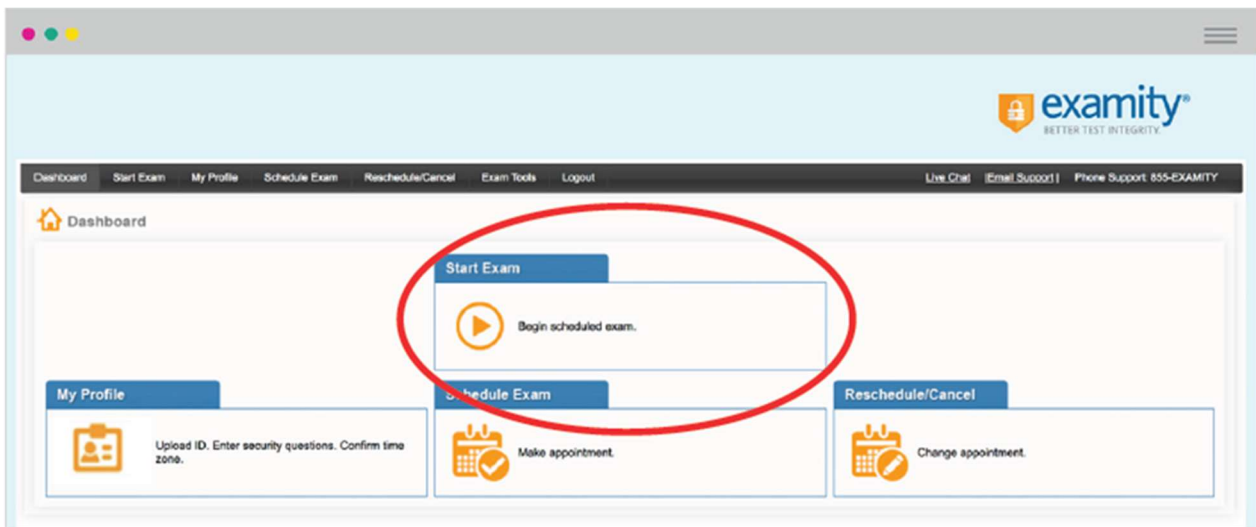 examity®
BETTER TEST INTEGRITY.
Dashboard Start Exam My Profile Schedule Exam Reschedule/Cancel Exam Tools Logout Live Chat |Email Support| Phone Support 855-EXAMITY
Dashboard
Start Exam
Begin scheduled exam.
My Profile
Upload ID. Enter security questions. Confirm time
zone.
Schedule Exam
Make appointment.
Reschedule/Cancel
Change appointment.